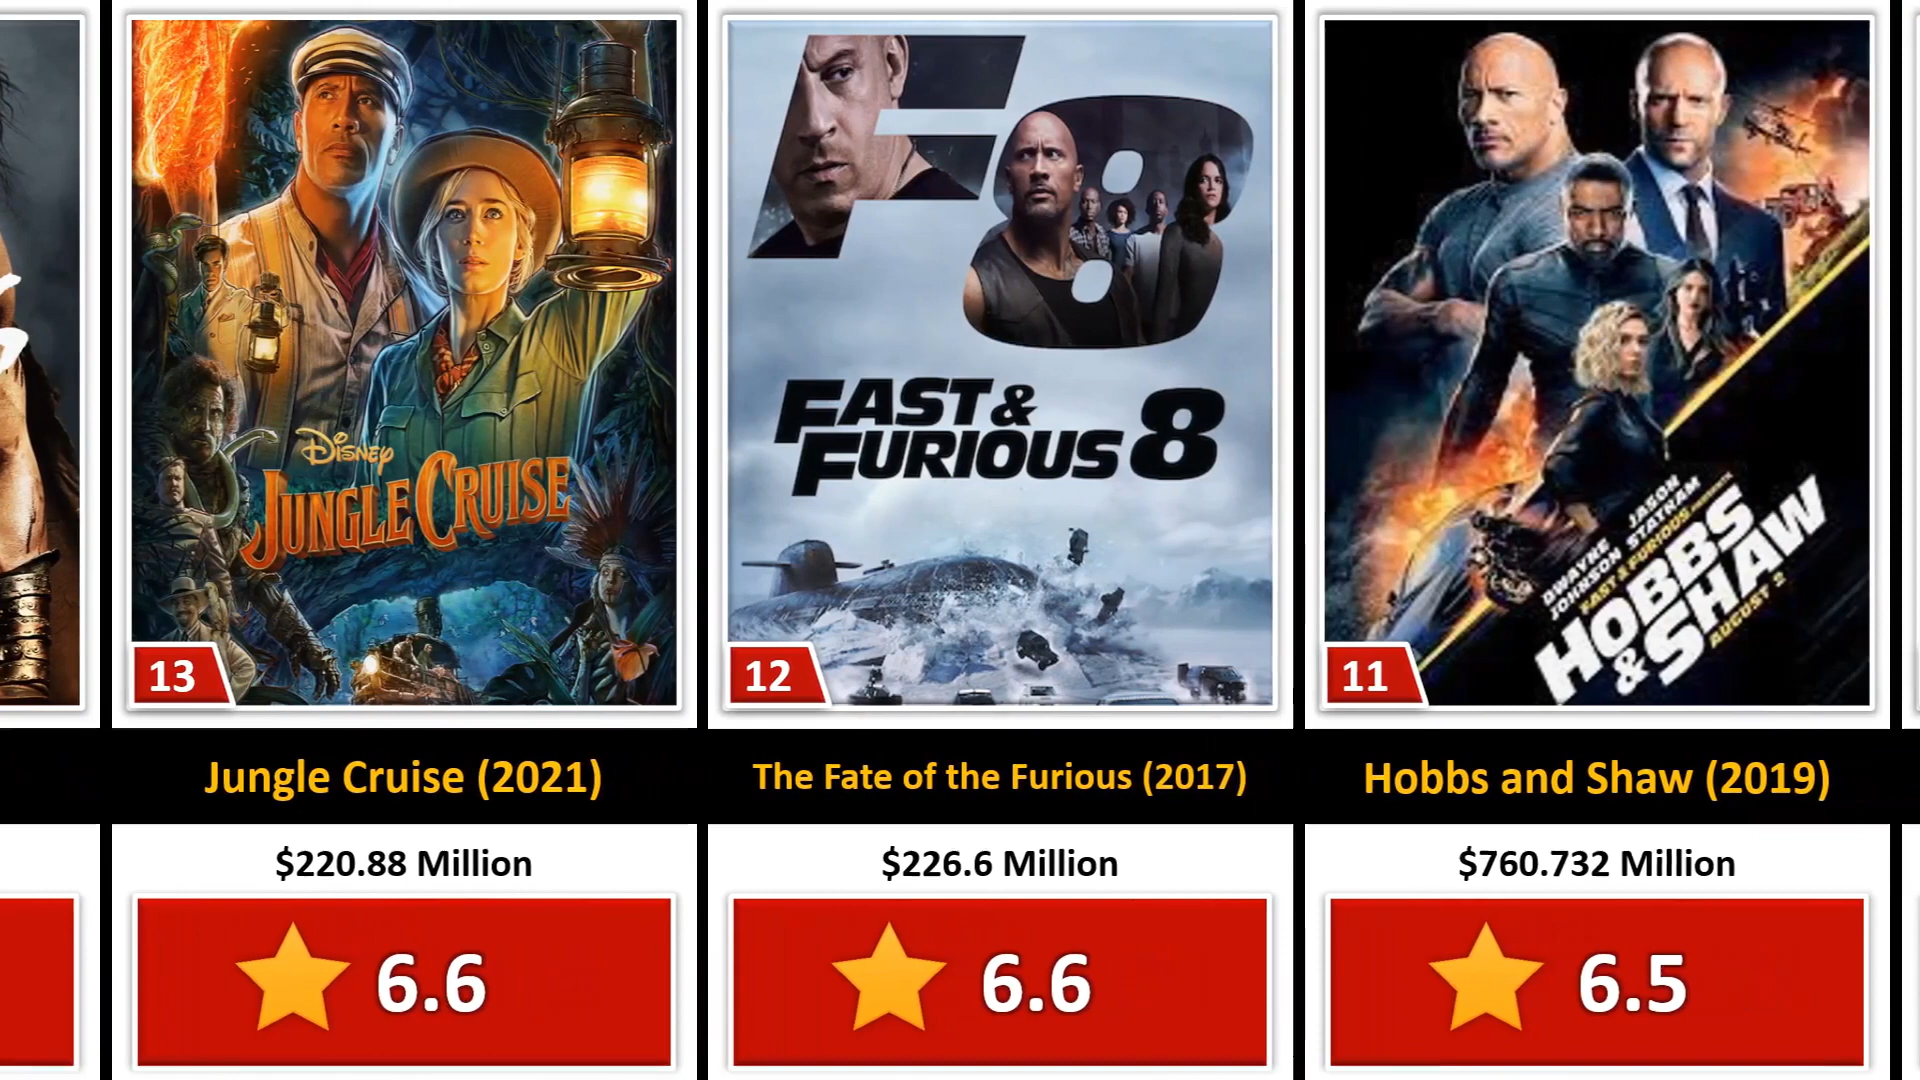 DISNEY
JUNGLE CRUISE
13
Jungle Cruise (2021)
$220.88 Million
6.6
F8
FAST &
FURIOUS 8
12
The Fate of the Furious (2017)
$226.6 Million
6.6
DWAYNE JOHNSON
JASON STATHAM
FAST & FURIOUS PRESENTS
HOBBS
& SHAW
AUGUST 2
11
Hobbs and Shaw (2019)
$760.732 Million
6.5